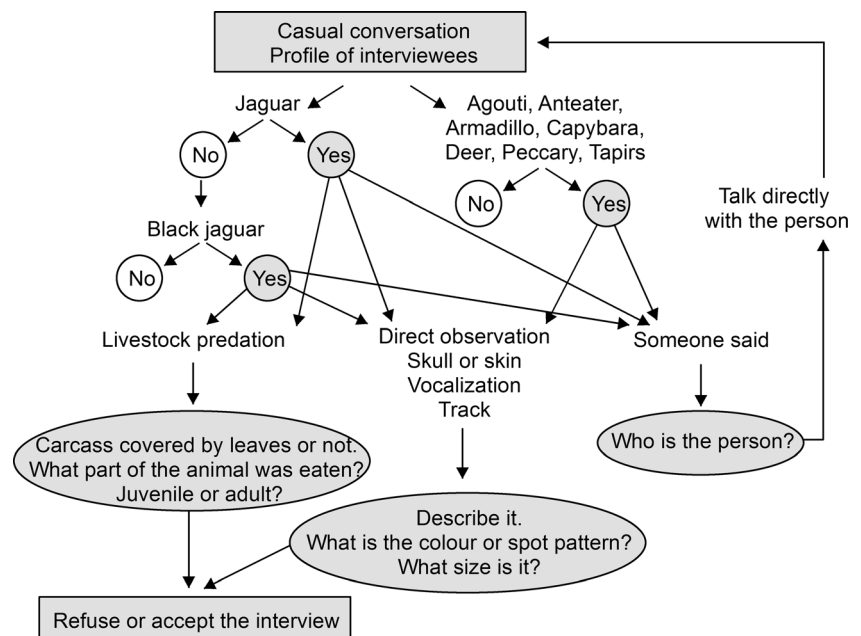 Casual conversation
Profile of interviewees
Jaguar
Agouti, Anteater,
Armadillo, Capybara,
Deer, Peccary, Tapirs
No
Yes
No
Yes
Talk directly
with the person
Black jaguar
No
Yes
Livestock predation
Direct observation
Skull or skin
Vocalization
Track
Someone said
Carcass covered by leaves or not.
What part of the animal was eaten?
Juvenile or adult?
Who is the person?
Describe it.
What is the colour or spot pattern?
What size is it?
Refuse or accept the interview